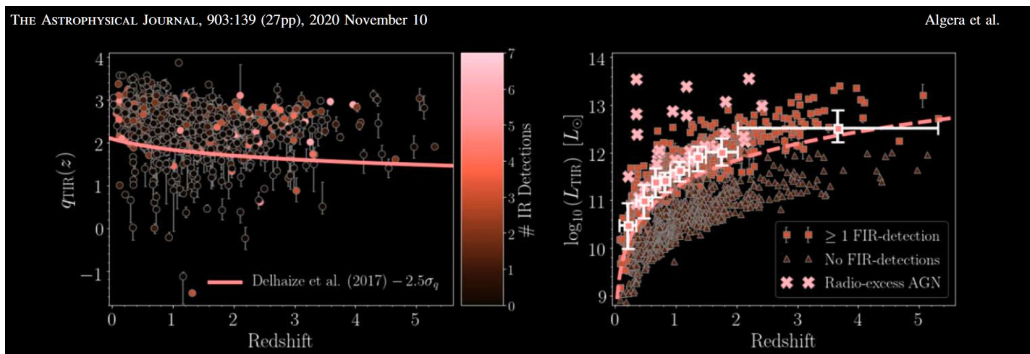 THE ASTROPHYSICAL JOURNAL, 903:139 (27pp), 2020 November 10
Algera et al.
4
3
2
1
0
−1
q_TIR(z)
0
1
2
3
4
5
Redshift
Delhaize et al. (2017) − 2.5σ_q
7
6
5
4
3
2
1
0
# IR Detections
14
13
12
11
10
9
log₁₀(L_TIR) [L_⊙]
0
1
2
3
4
5
Redshift
≥ 1 FIR-detection
No FIR-detections
Radio-excess AGN